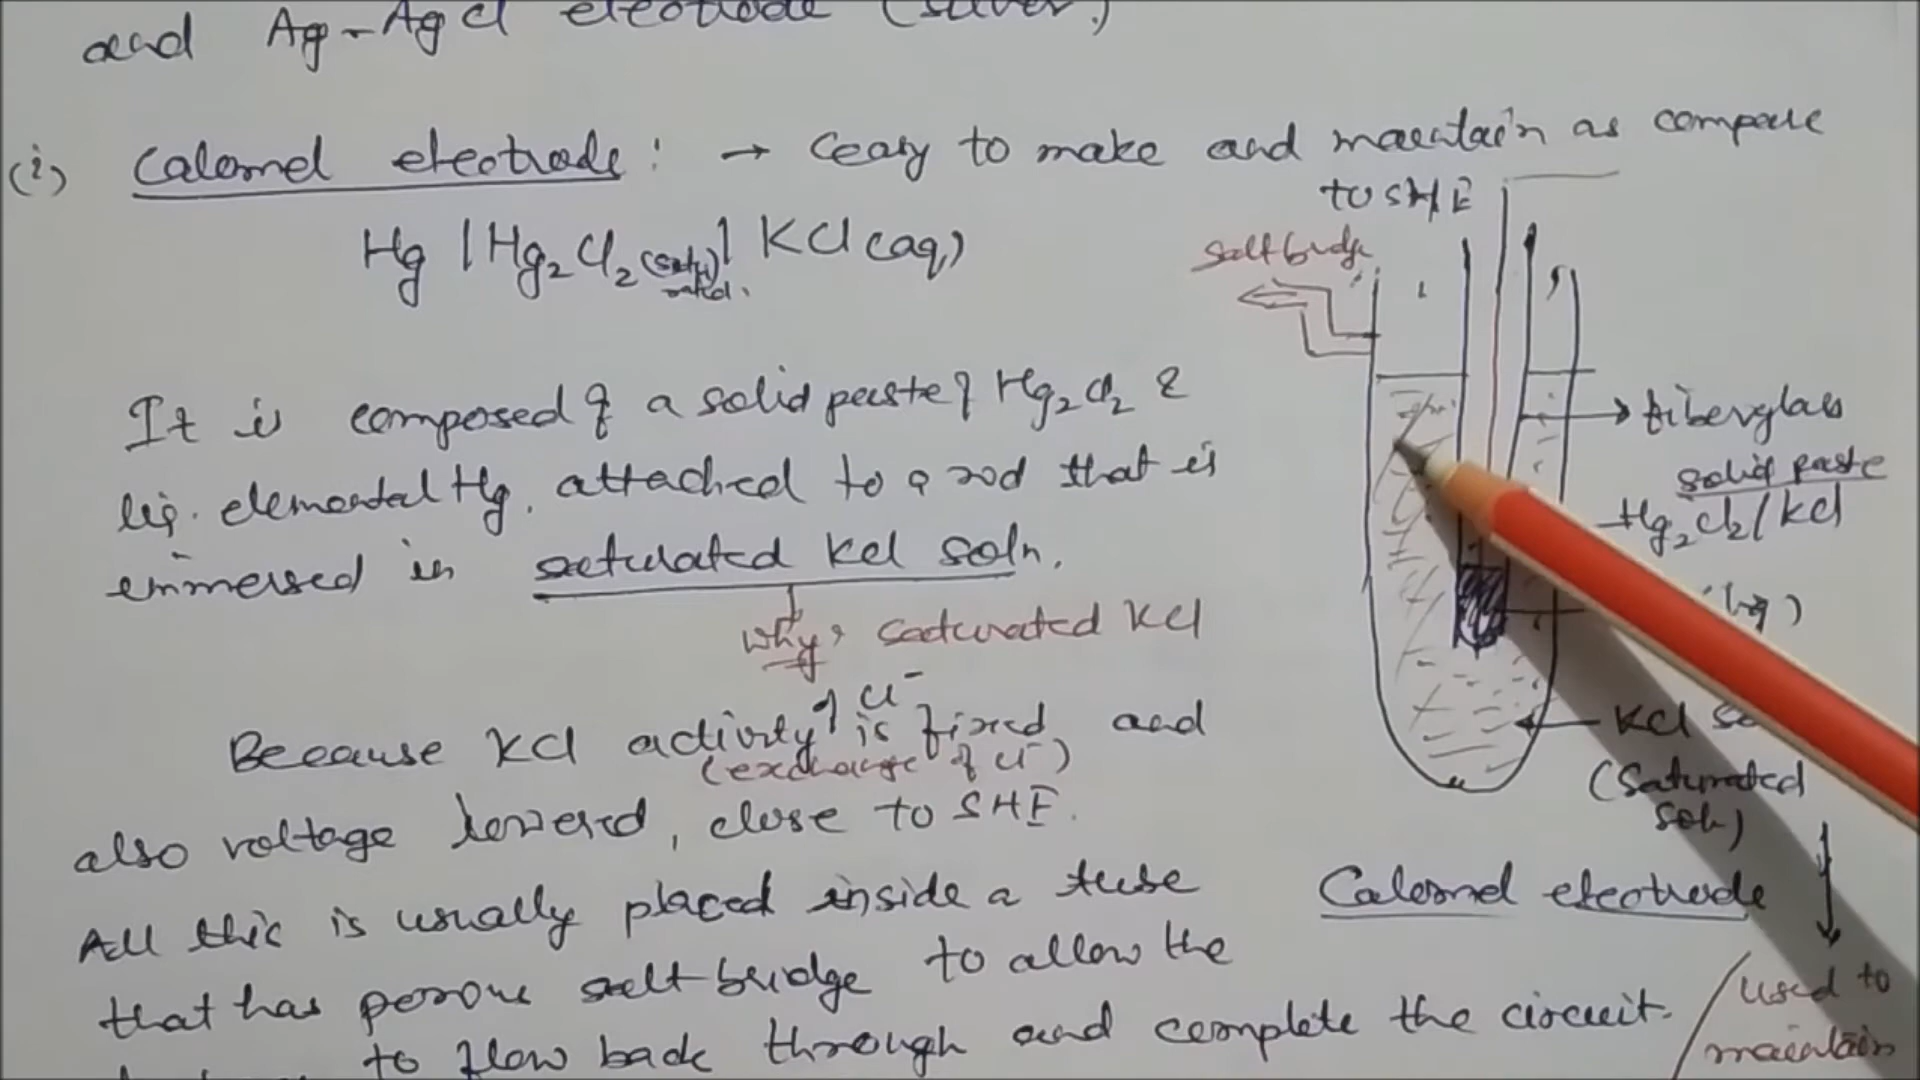 and Ag-AgCl electrode (silver.)
(i) Calomel electrode: → easy to make and maintain as compare
to SHE
Hg | Hg2Cl2 (satu
rated. | KCl (aq)
salt bridge
It is composed of a solid paste of Hg2Cl2 &
liq. elemental Hg. attached to a rod that is
immersed in saturated KCl soln.
why, saturated KCl
Because KCl activity of Cl⁻ is fixed and
(exchange of Cl⁻)
also voltage lowered, close to SHE.
All this is usually placed inside a tube
that has porous salt bridge to allow the
to flow back through and complete the circuit.
→ fiberglass
solid paste
Hg2Cl2/KCl
KCl
(Saturated
soln)
Calomel electrode
used to
maintain